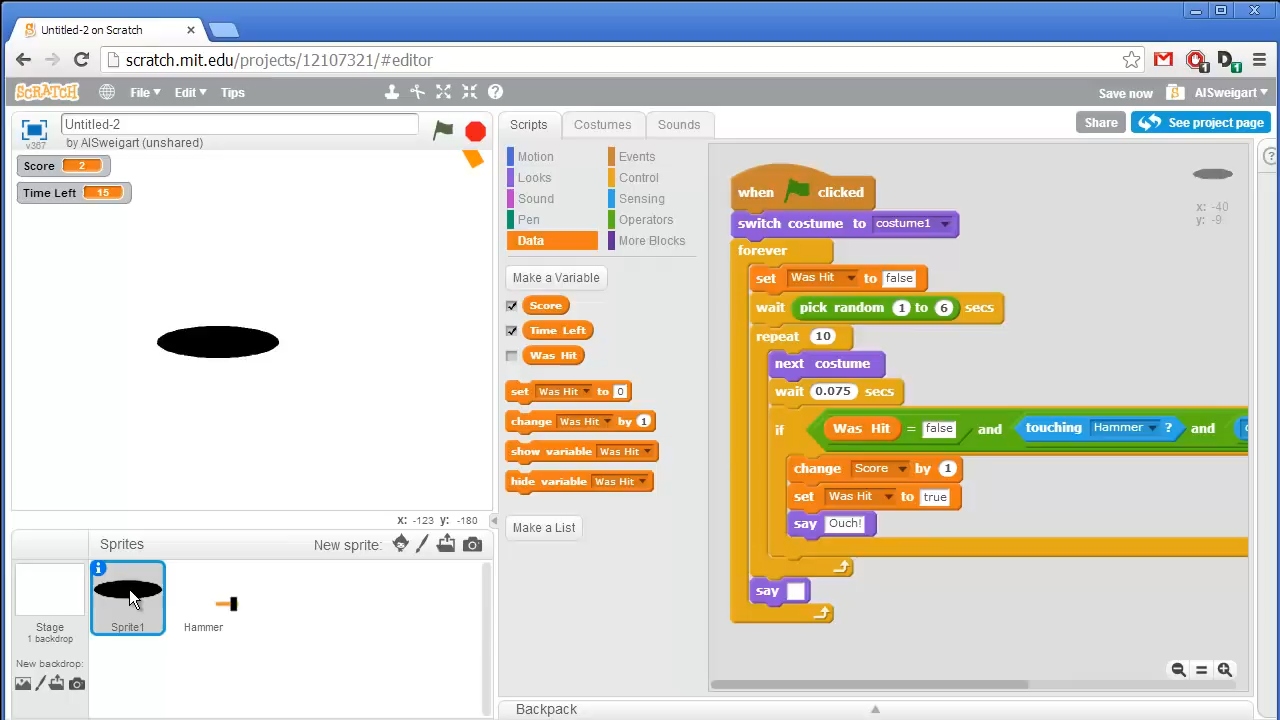 Untitled-2 on Scratch
scratch.mit.edu/projects/12107321/#editor
1 1
SCRATCH File Edit Tips Save now AlSweigart
v367
Untitled-2
by AlSweigart (unshared)
Scripts Costumes Sounds
Share See project page
Score 2
Time Left 15
Motion Events
Looks Control
Sound Sensing
Pen Operators
Data More Blocks
Make a Variable
Score
Time Left
Was Hit
set Was Hit to 0
change Was Hit by 1
show variable Was Hit
hide variable Was Hit
Make a List
when clicked
switch costume to costume1
forever
set Was Hit to false
wait pick random 1 to 6 secs
repeat 10
next costume
wait 0.075 secs
if Was Hit = false and touching Hammer ? and
change Score by 1
set Was Hit to true
say Ouch!
say
x: -40
y: -9
x: -123 y: -180
Sprites New sprite:
Stage
1 backdrop
New backdrop:
Sprite1
Hammer
Backpack